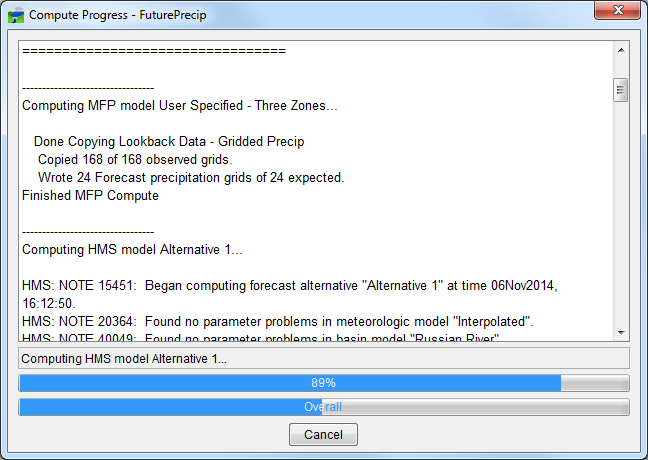 Compute Progress - FuturePrecip
=================================
---------------------------------
Computing MFP model User Specified - Three Zones...
Done Copying Lookback Data - Gridded Precip
Copied 168 of 168 observed grids.
Wrote 24 Forecast precipitation grids of 24 expected.
Finished MFP Compute
---------------------------------
Computing HMS model Alternative 1...
HMS: NOTE 15451:  Began computing forecast alternative "Alternative 1" at time 06Nov2014,
16:12:50.
HMS: NOTE 20364:  Found no parameter problems in meteorologic model "Interpolated".
HMS: NOTE 40049:  Found no parameter problems in basin model "Russian River".
Computing HMS model Alternative 1...
89%
Overall
Cancel